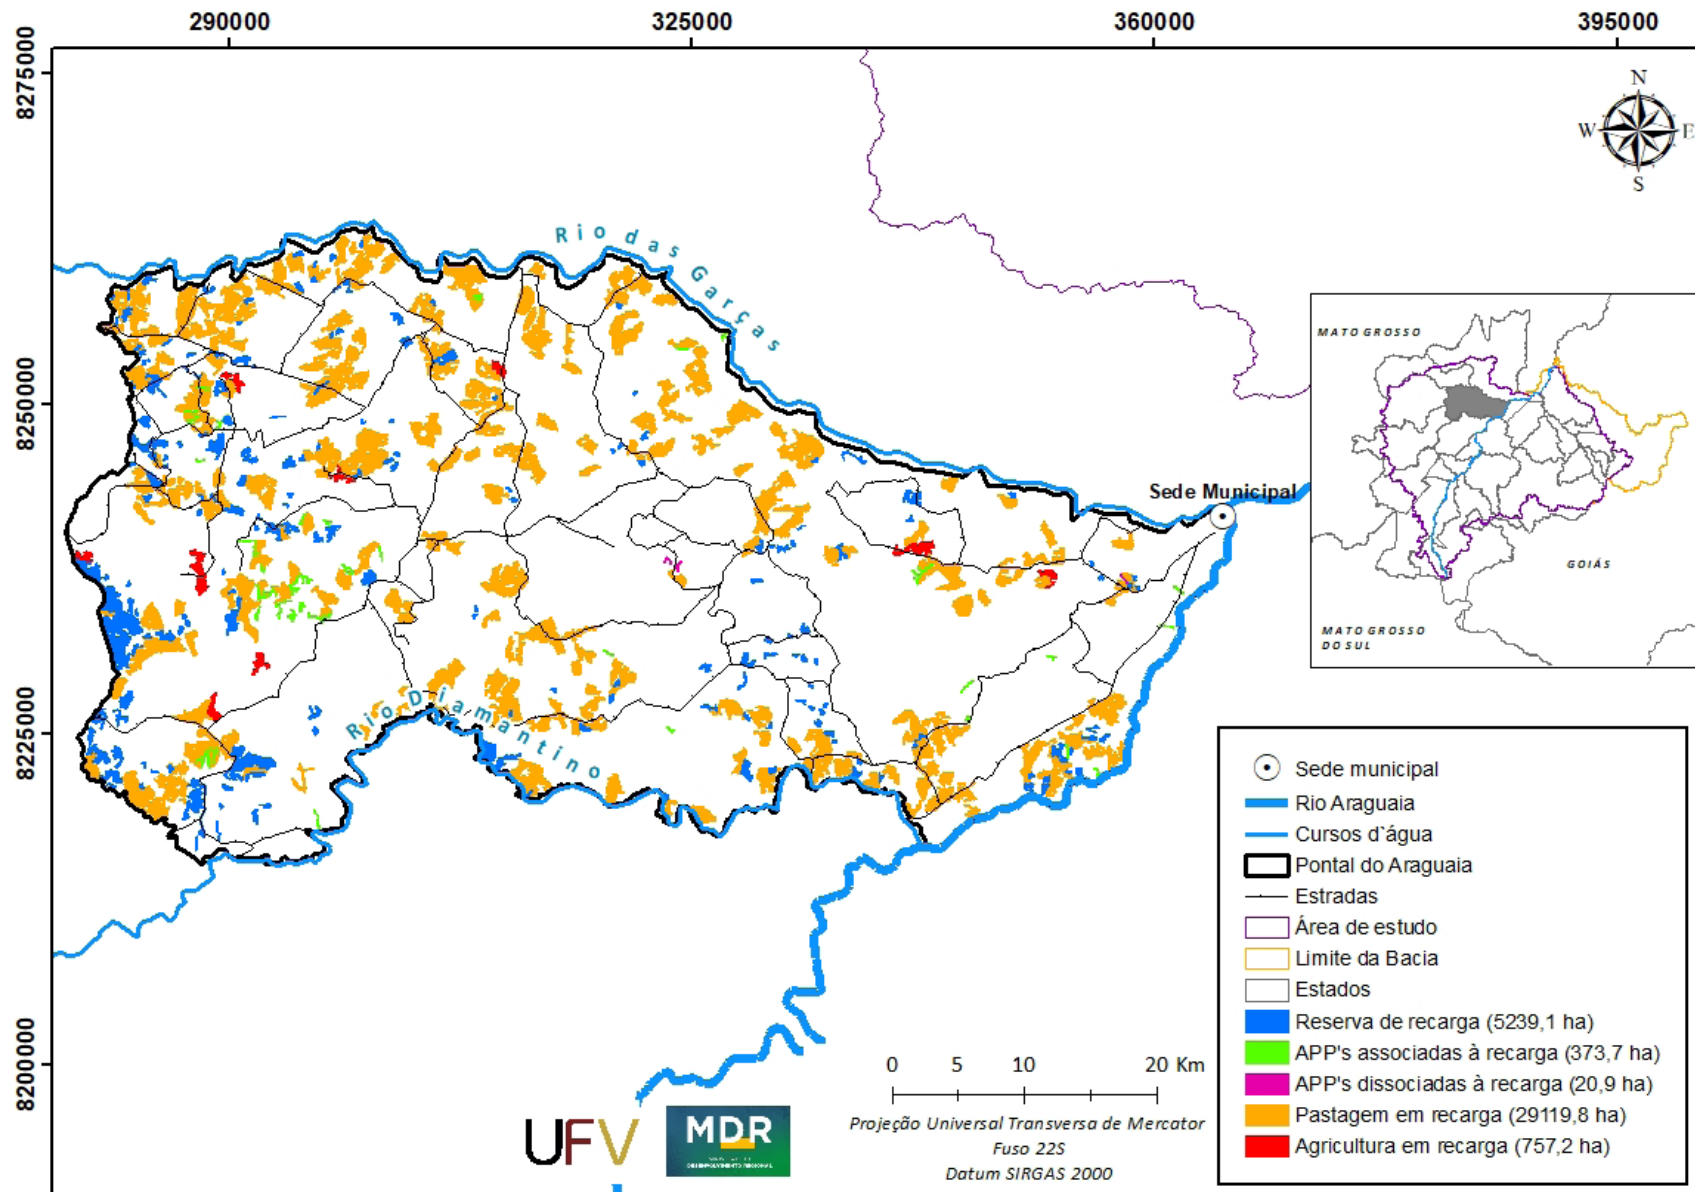 290000
325000
360000
395000
8275000
8250000
8225000
8200000
N
W
E
S
Rio das Garças
Rio Diamantino
Sede Municipal
MATO GROSSO
GOIÁS
MATO GROSSO
DO SUL
Sede municipal
Rio Araguaia
Cursos d`água
Pontal do Araguaia
Estradas
Área de estudo
Limite da Bacia
Estados
Reserva de recarga (5239,1 ha)
APP's associadas à recarga (373,7 ha)
APP's dissociadas à recarga (20,9 ha)
Pastagem em recarga (29119,8 ha)
Agricultura em recarga (757,2 ha)
0 5 10 20 Km
Projeção Universal Transversa de Mercator
Fuso 22S
Datum SIRGAS 2000
UFV
MDR
DESENVOLVIMENTO REGIONAL